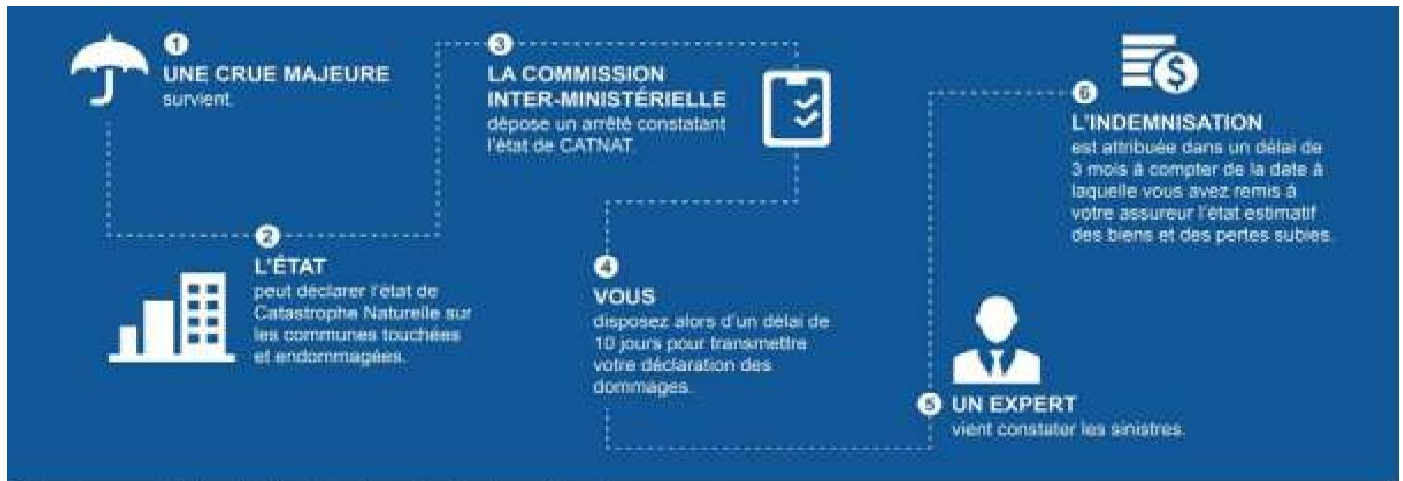 1
UNE CRUE MAJEURE
survient.
2
L'ÉTAT
peut déclarer l'état de
Catastrophe Naturelle sur
les communes touchées
et endommagées.
3
LA COMMISSION
INTER-MINISTÉRIELLE
dépose un arrêté constatant
l'état de CATNAT.
4
VOUS
disposez alors d'un délai de
10 jours pour transmettre
votre déclaration des
dommages.
5 UN EXPERT
vient constater les sinistres.
$
6
L'INDEMNISATION
est attribuée dans un délai de
3 mois à compter de la date à
laquelle vous avez remis à
votre assureur l'état estimatif
des biens et des pertes subies.